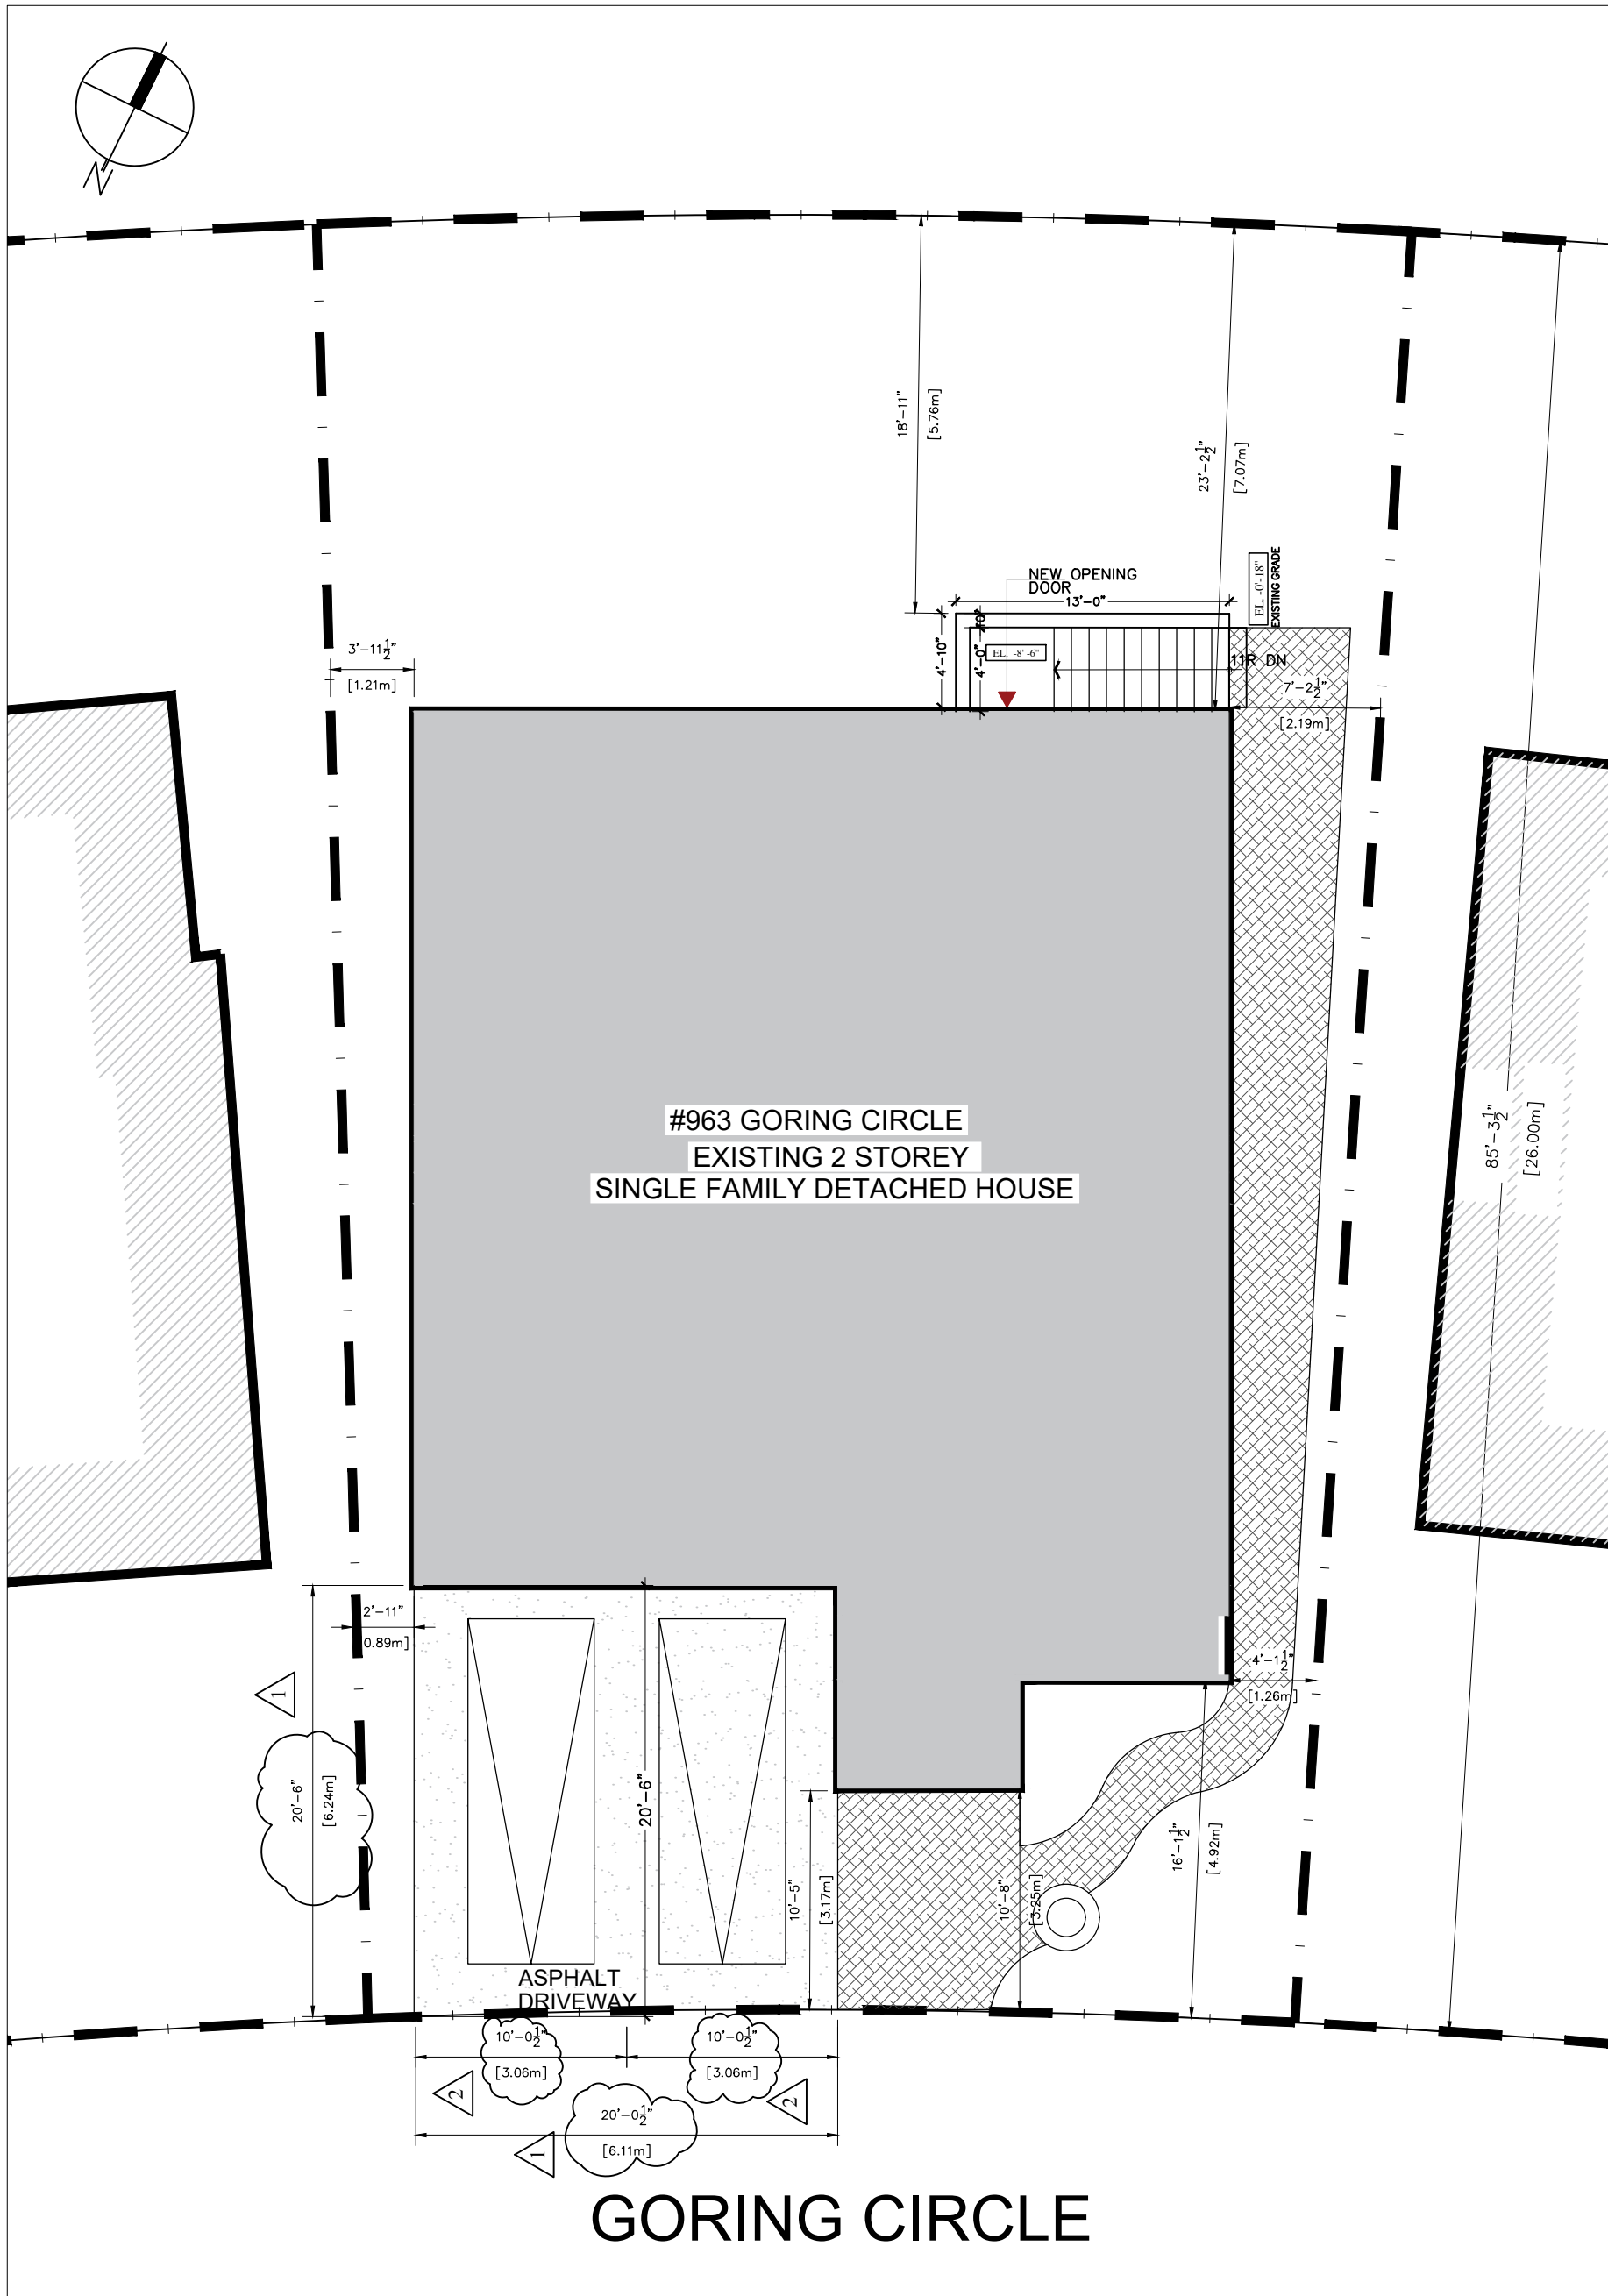 N
18'-11"
[5.76m]
23'-2½"
[7.07m]
NEW OPENING
DOOR
13'-0"
EL. -0'-18"
EXISTING GRADE
4'-10"
4'-0"
10"
EL. -8'-6"
11R DN
3'-11½"
[1.21m]
7'-2½"
[2.19m]
#963 GORING CIRCLE
EXISTING 2 STOREY
SINGLE FAMILY DETACHED HOUSE
85'-3½"
[26.00m]
2'-11"
0.89m]
4'-1½"
[1.26m]
1
20'-6"
[6.24m]
20'-6"
10'-5"
[3.17m]
10'-8"
[3.25m]
16'-1½"
[4.92m]
ASPHALT
DRIVEWAY
10'-0½"
[3.06m]
10'-0½"
[3.06m]
2
2
20'-0½"
[6.11m]
1
GORING CIRCLE